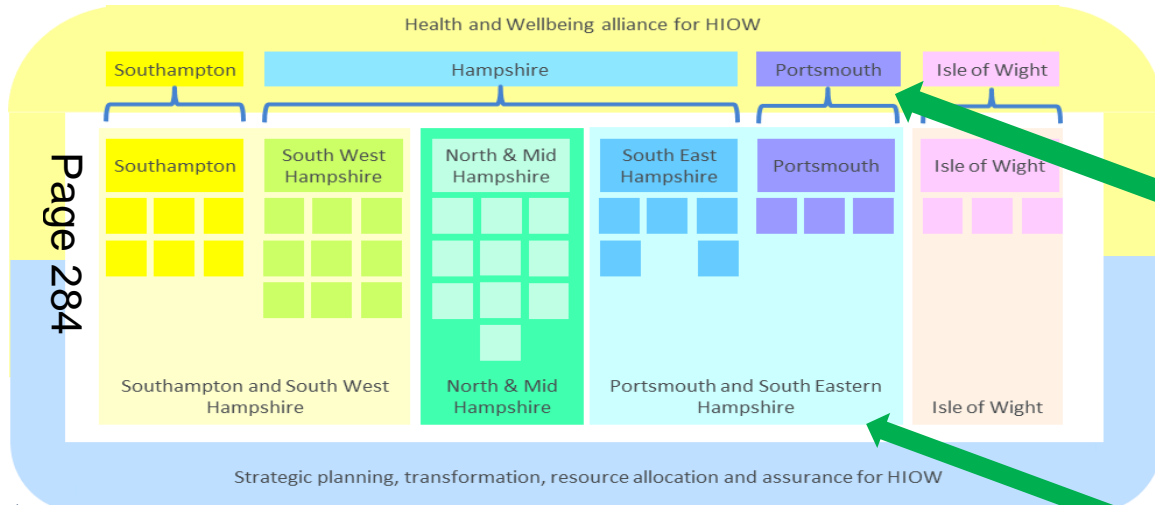 Health and Wellbeing alliance for HIOW
Southampton
Hampshire
Portsmouth
Isle of Wight
Page 284
Southampton
South West
Hampshire
North & Mid
Hampshire
South East
Hampshire
Portsmouth
Isle of Wight
Southampton and South West
Hampshire
North & Mid
Hampshire
Portsmouth and South Eastern
Hampshire
Isle of Wight
Strategic planning, transformation, resource allocation and assurance for HIOW